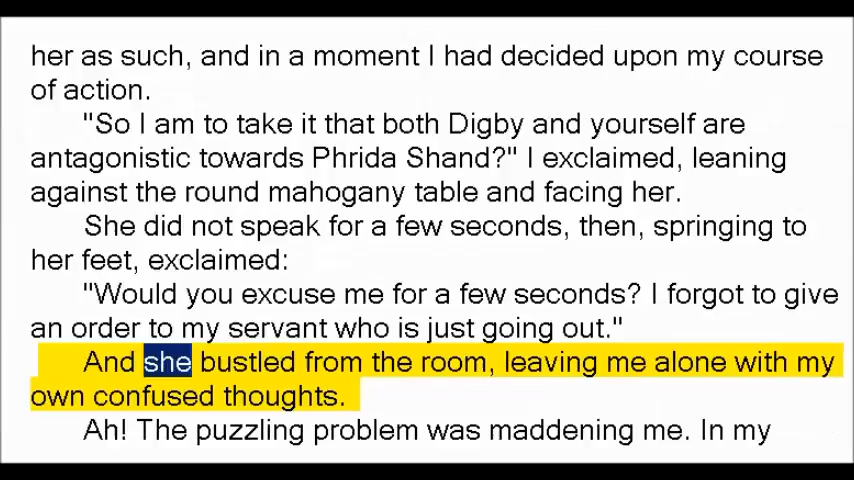 her as such, and in a moment I had decided upon my course
of action.
"So I am to take it that both Digby and yourself are
antagonistic towards Phrida Shand?" I exclaimed, leaning
against the round mahogany table and facing her.
She did not speak for a few seconds, then, springing to
her feet, exclaimed:
"Would you excuse me for a few seconds? I forgot to give
an order to my servant who is just going out."
And she bustled from the room, leaving me alone with my
own confused thoughts.
Ah! The puzzling problem was maddening me. In my